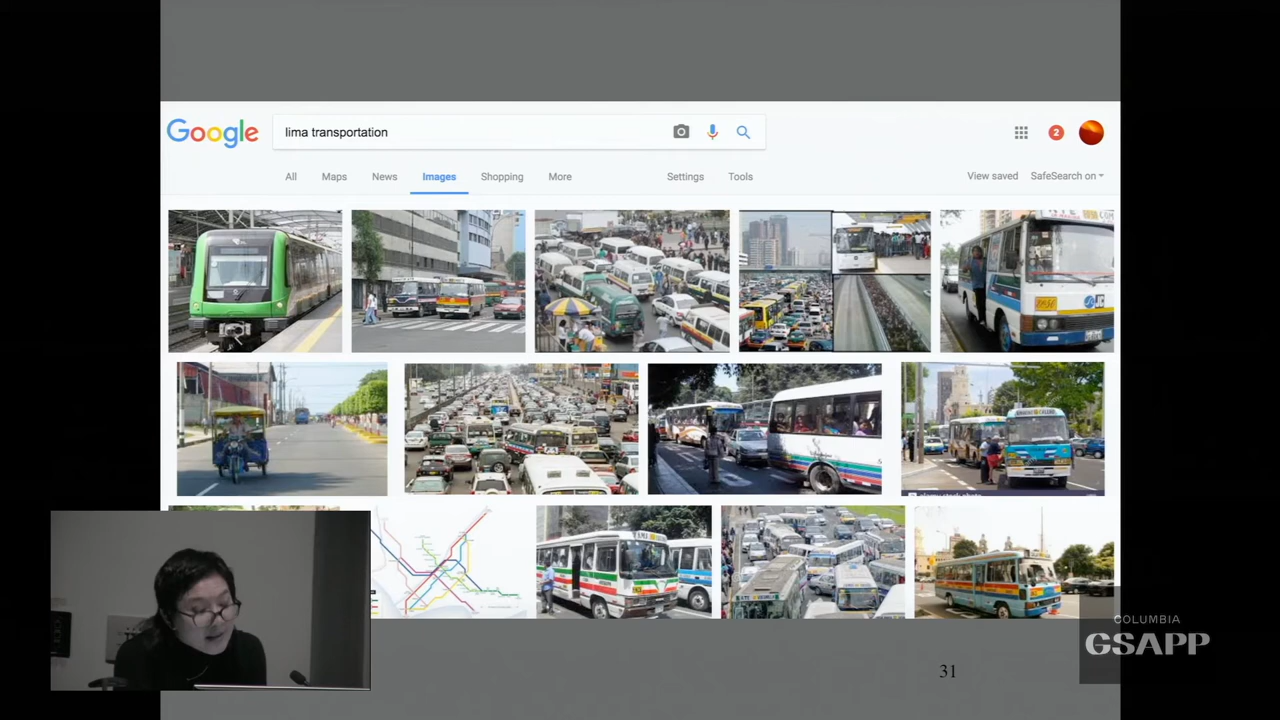 Google
lima transportation
All Maps News Images Shopping More Settings Tools
View saved SafeSearch on
2
COLUMBIA
GSAPP
31